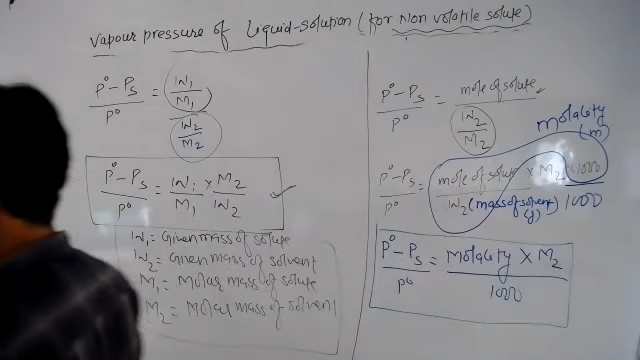 Vapour pressure of Liquid-solution (for Non volatile solute)
P° - Ps / P° = (W1/M1) / (W2/M2)
P° - Ps / P° = W1/M1 × M2/W2
W1 = Given mass of solute
W2 = Given mass of solvent
M1 = Molar mass of solute
M2 = Molar mass of solvent
P° - Ps / P° = mole of solute / (W2/M2)
molality
(m)
P° - Ps / P° = mole of solute × M2 × 1000 / W2 (mass of solvent (g)) 1000
P° - Ps / P° = Molality × M2 / 1000